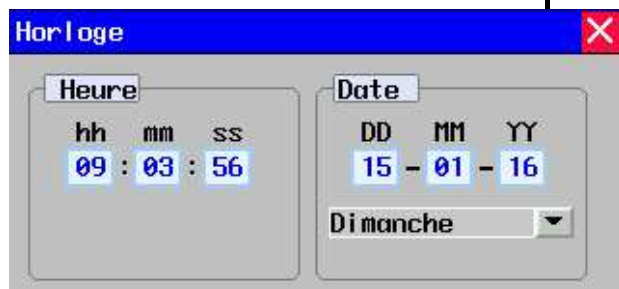 Horloge
Heure
hh mm ss
09 : 03 : 56
Date
DD MM YY
15 - 01 - 16
Dimanche